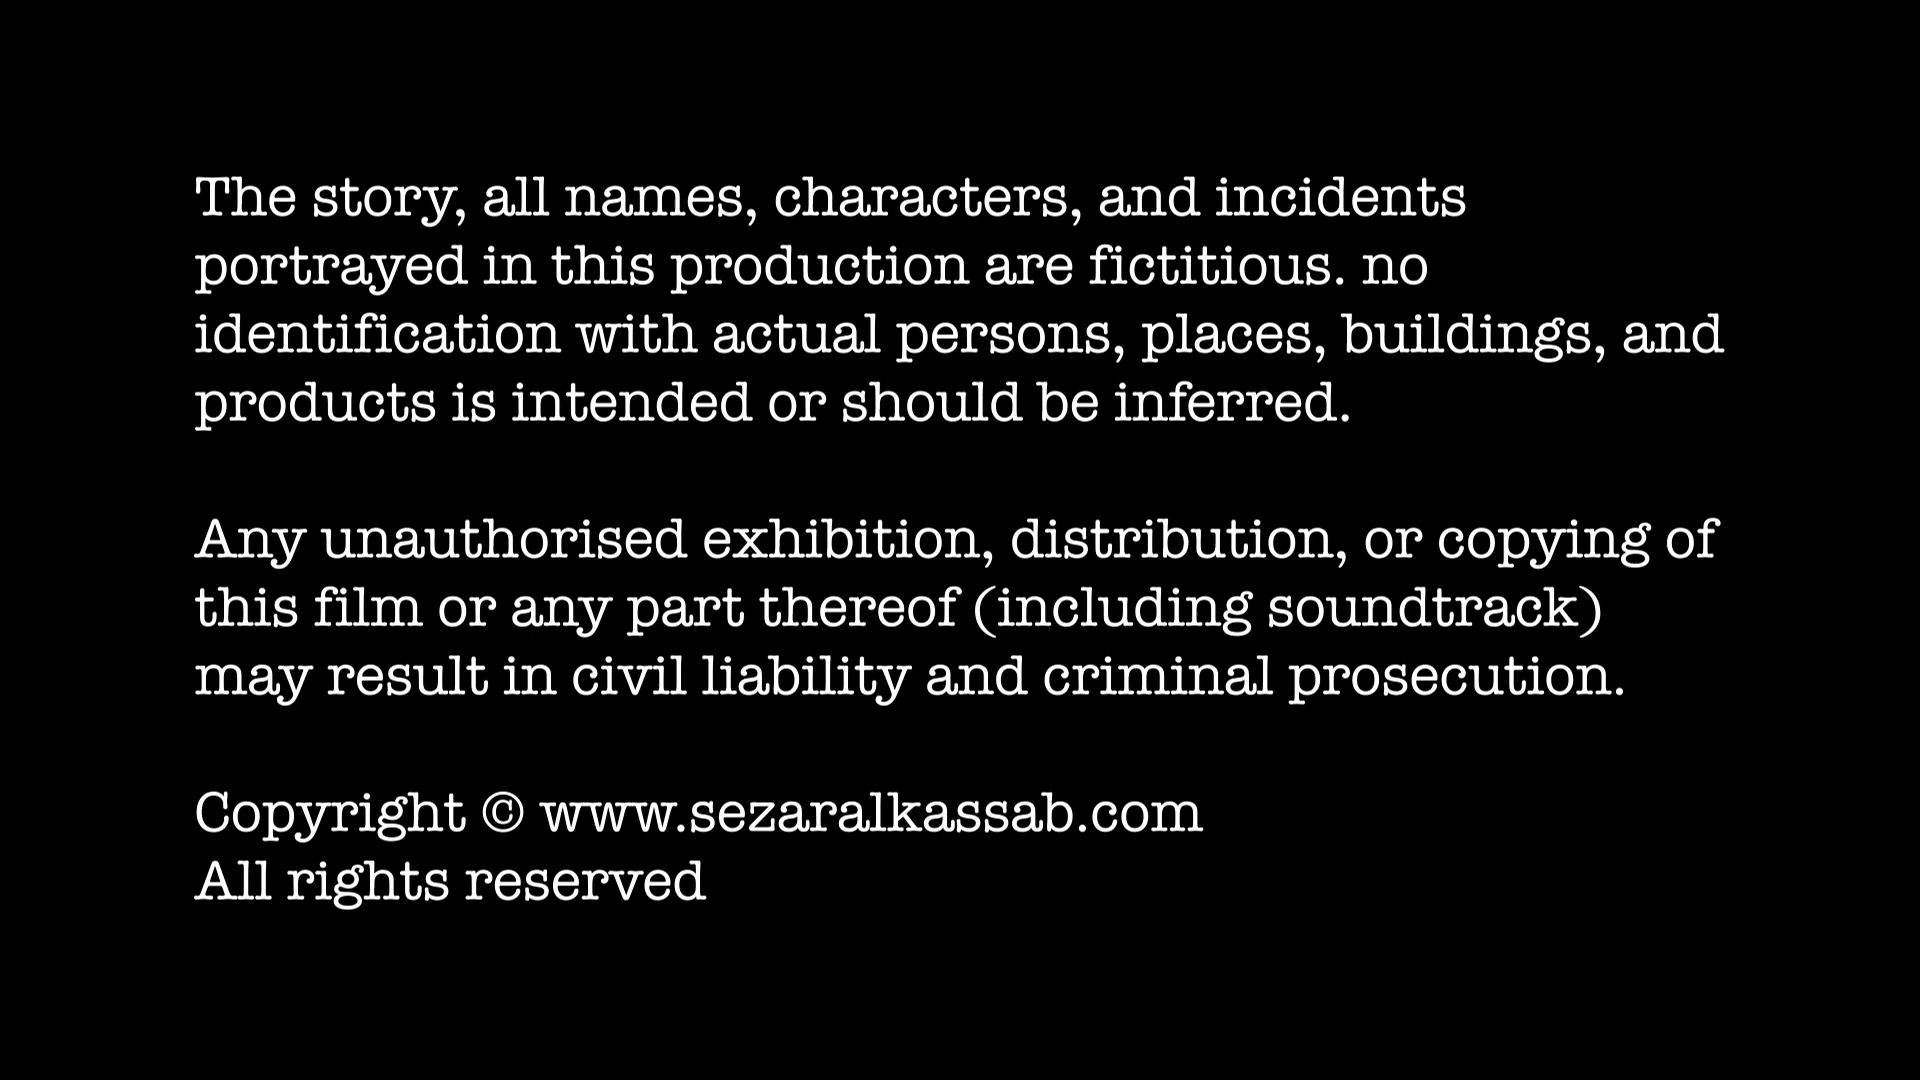 The story, all names, characters, and incidents
portrayed in this production are fictitious. no
identification with actual persons, places, buildings, and
products is intended or should be inferred.
Any unauthorised exhibition, distribution, or copying of
this film or any part thereof (including soundtrack)
may result in civil liability and criminal prosecution.
Copyright © www.sezaralkassab.com
All rights reserved